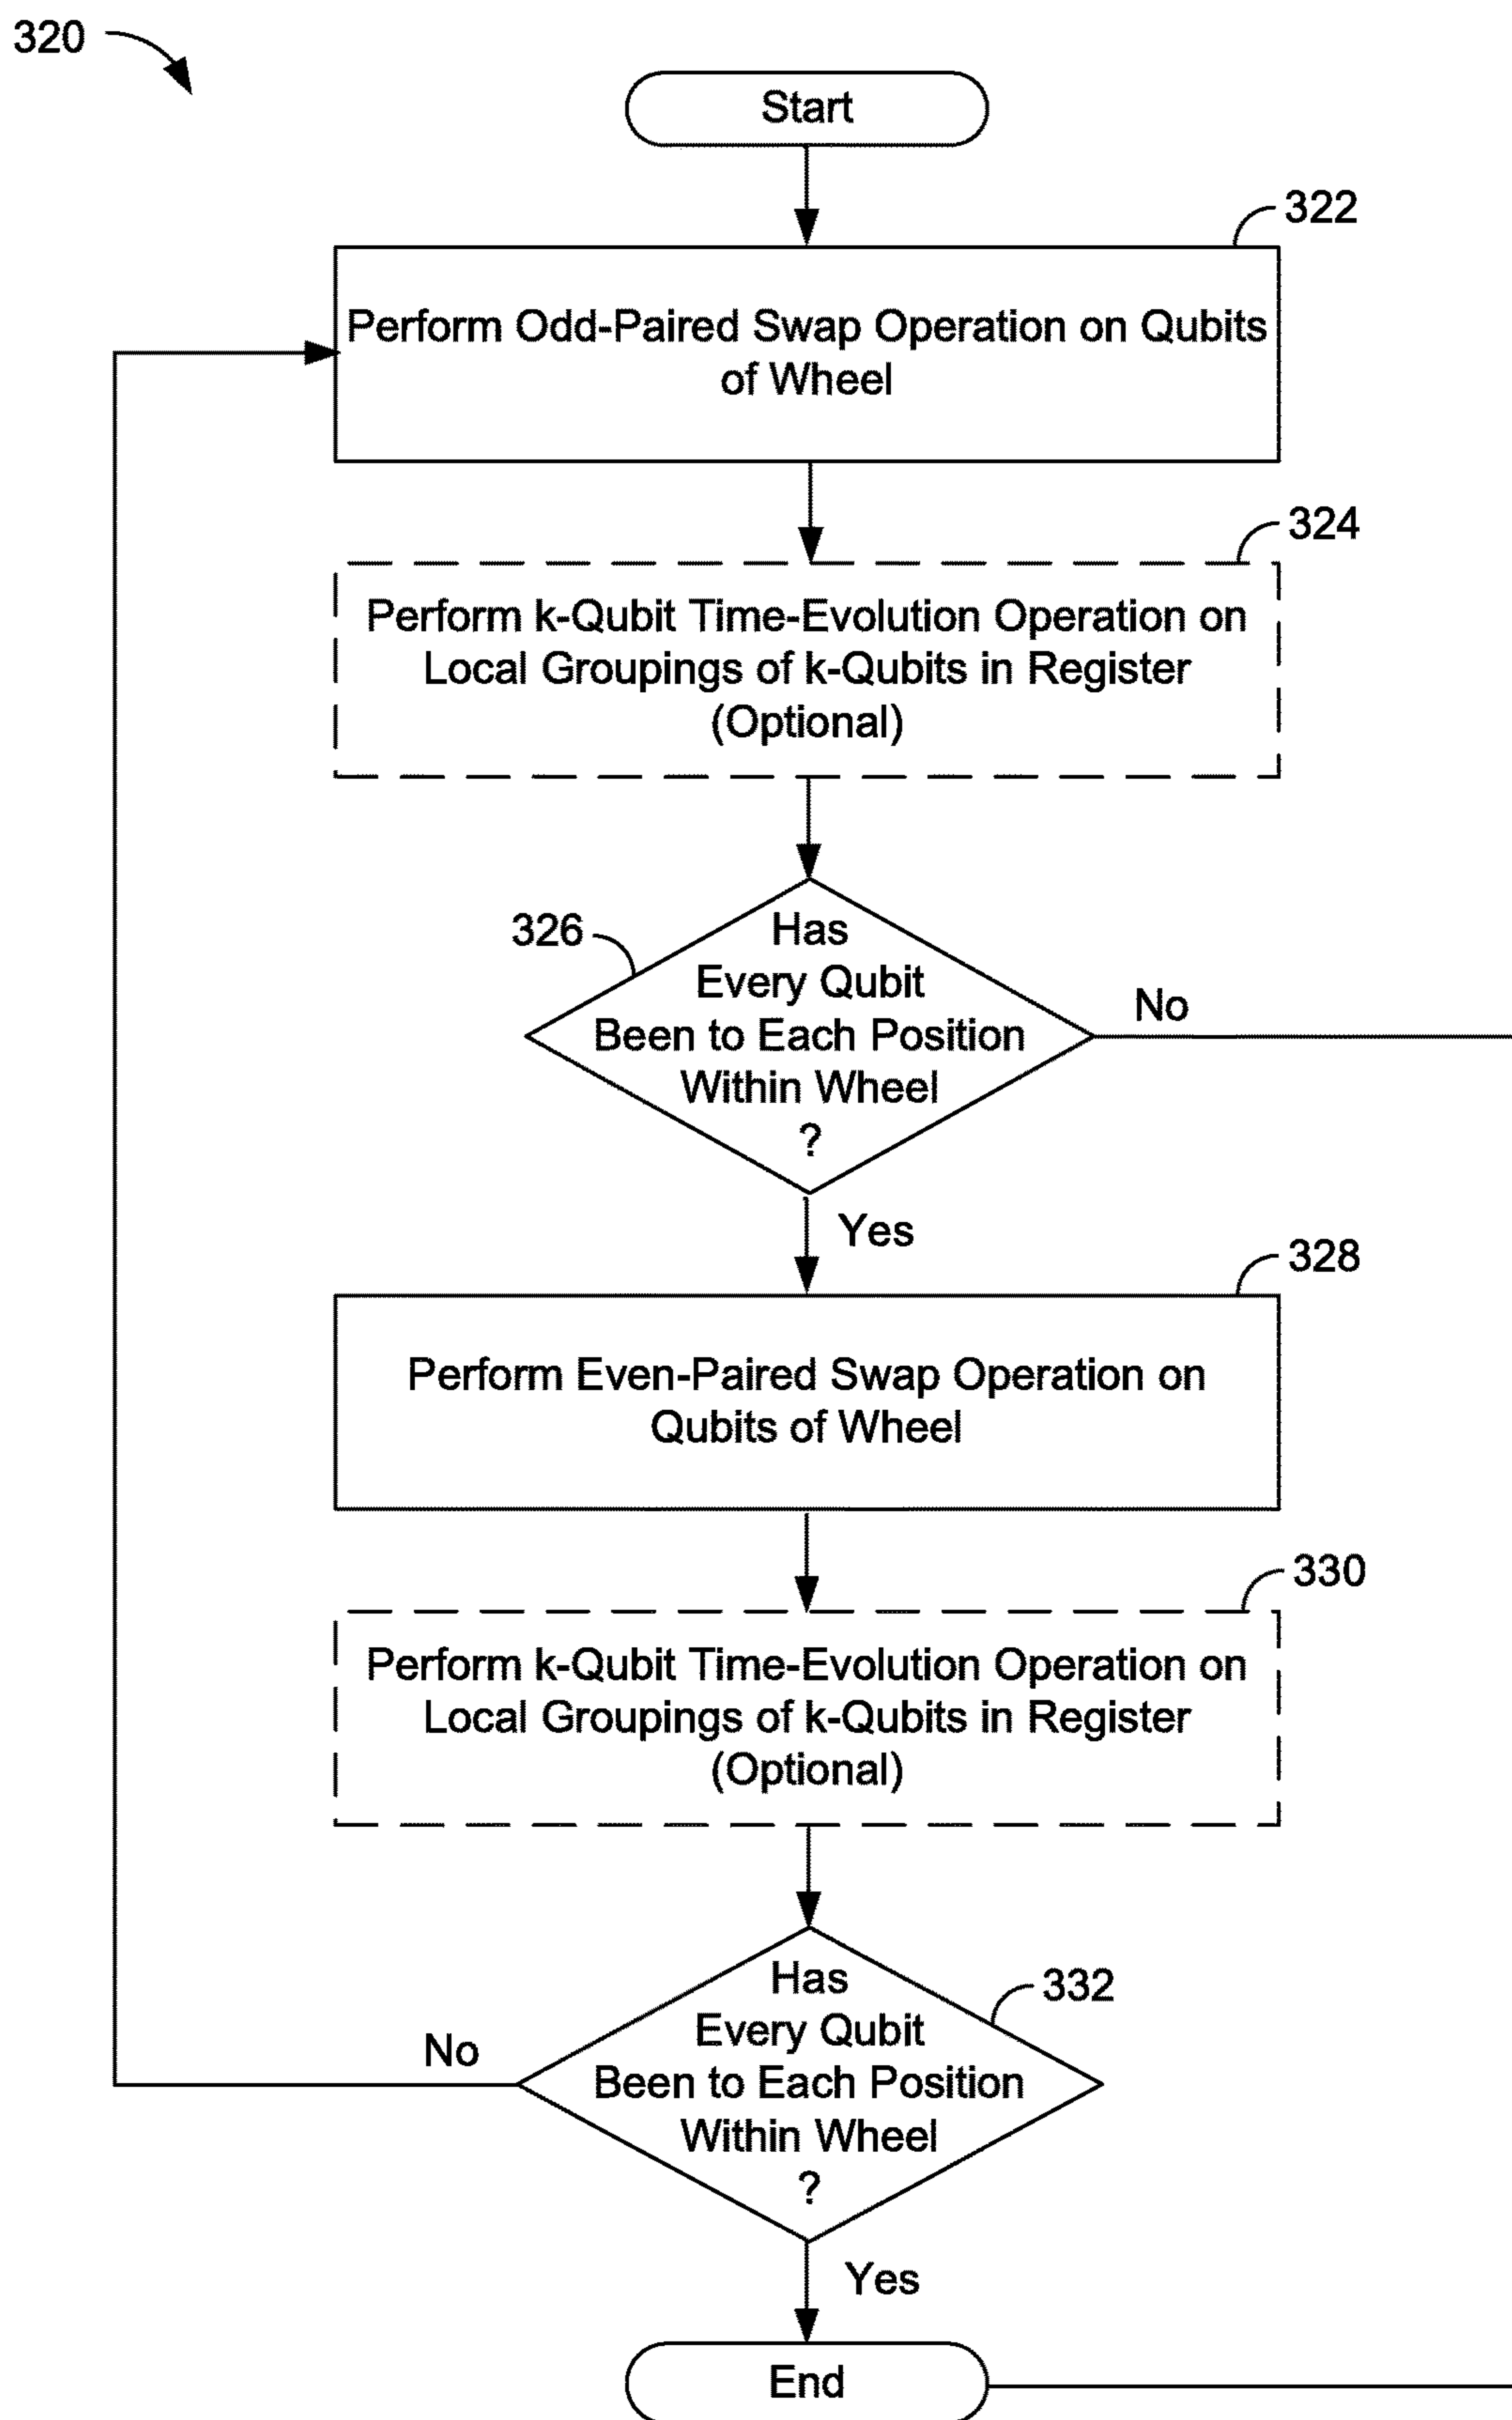 320
Start
322
Perform Odd-Paired Swap Operation on Qubits
of Wheel
324
Perform k-Qubit Time-Evolution Operation on
Local Groupings of k-Qubits in Register
(Optional)
326
Has
Every Qubit
Been to Each Position
Within Wheel
?
No
Yes
328
Perform Even-Paired Swap Operation on
Qubits of Wheel
330
Perform k-Qubit Time-Evolution Operation on
Local Groupings of k-Qubits in Register
(Optional)
332
Has
Every Qubit
Been to Each Position
Within Wheel
?
No
Yes
End